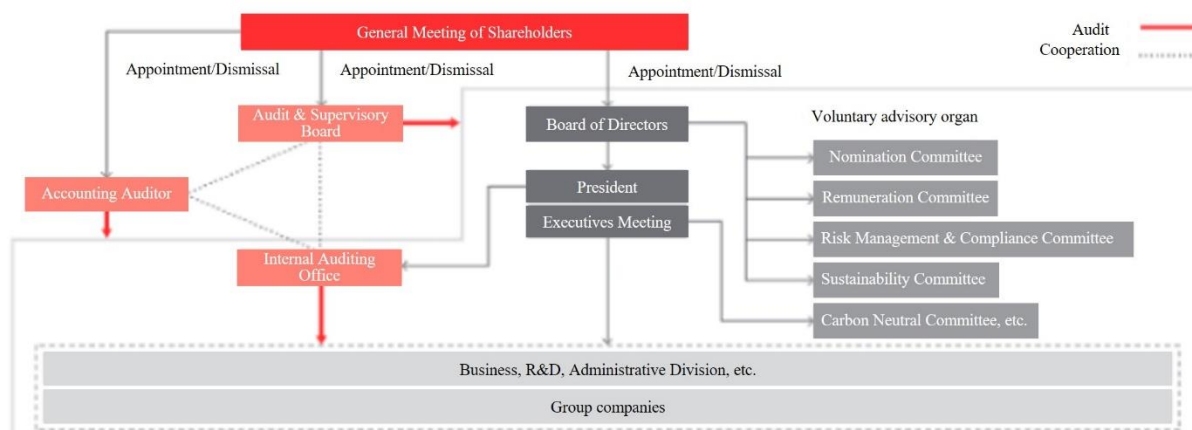 General Meeting of Shareholders
Audit
Cooperation
Appointment/Dismissal
Appointment/Dismissal
Appointment/Dismissal
Audit & Supervisory
Board
Board of Directors
Voluntary advisory organ
Nomination Committee
Accounting Auditor
President
Remuneration Committee
Executives Meeting
Risk Management & Compliance Committee
Internal Auditing
Office
Sustainability Committee
Carbon Neutral Committee, etc.
Business, R&D, Administrative Division, etc.
Group companies